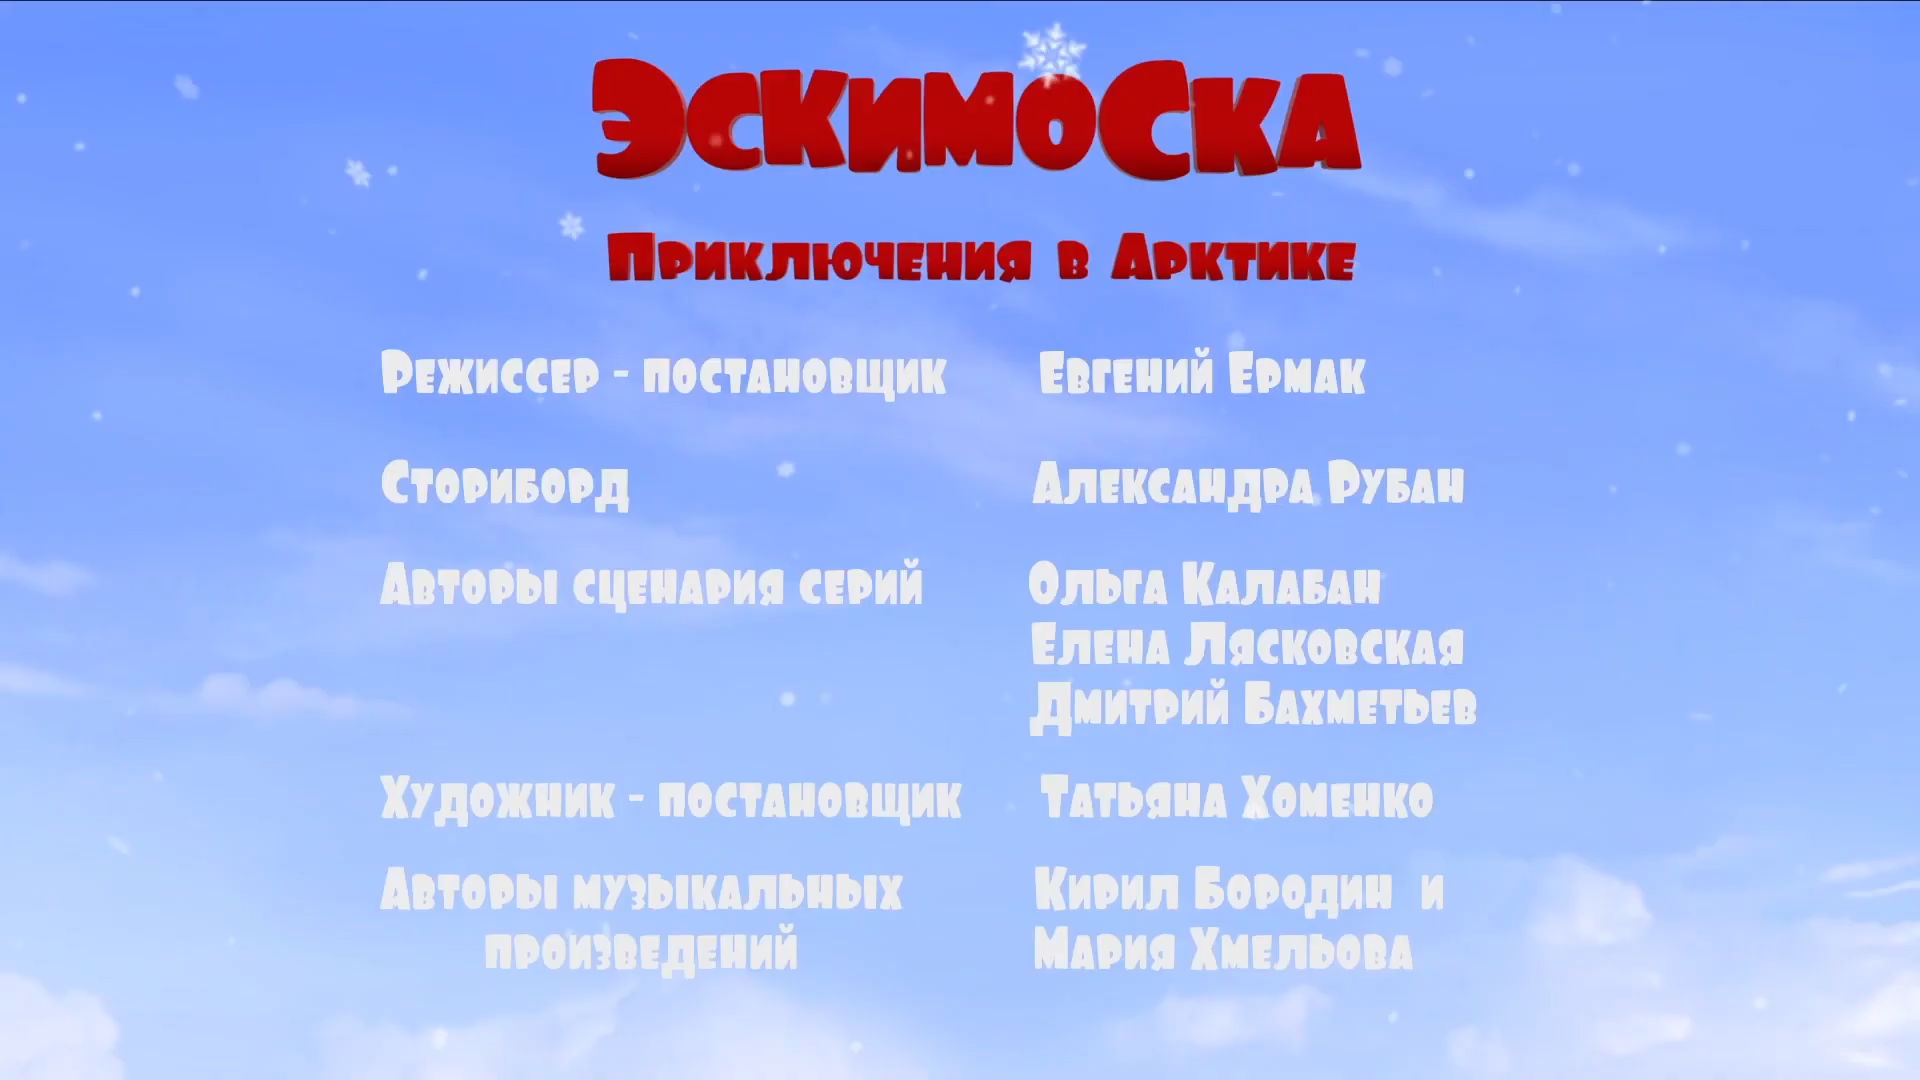 ЭскимоСка
Приключения в Арктике
Режиссер - постановщик Евгений Ермак
Сториборд Александра Рубан
Авторы сценария серий Ольга Калабан
Елена Лясковская
Дмитрий Бахметьев
Художник - постановщик Татьяна Хоменко
Авторы музыкальных Кирил Бородин и
произведений Мария Хмельова